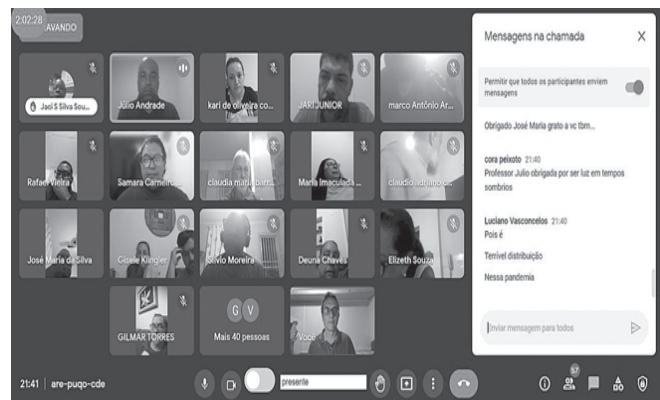 2:02:28
AVANDO
Jaci S Silva Sou...
Júlio Andrade
kari de oliveira co...
JARI JUNIOR
marco Antônio Ar...
Rafael Vieira
Samara Carneiro
claudia maria barr...
Maria Imaculada ...
claudio adriano
José Maria da Silva
Gisele Klingler
Silvio Moreira
Deuna Chaves
Elizeth Souza
GILMAR TORRES
G V
Mais 40 pessoas
Você
Mensagens na chamada
Permitir que todos os participantes enviem
mensagens
Obrigado José Maria grato a vc tbm...
cora peixoto 21:40
Professor Julio obrigada por ser luz em tempos
sombrios
Luciano Vasconcelos 21:40
Pois é
Terrível distribuição
Nessa pandemia
Enviar mensagem para todos
21:41 | are-puqo-cde
presente
57